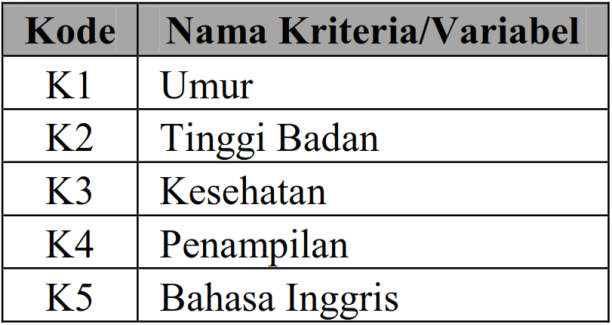 Kode Nama Kriteria/Variabel
K1 Umur
K2 Tinggi Badan
K3 Kesehatan
K4 Penampilan
K5 Bahasa Inggris